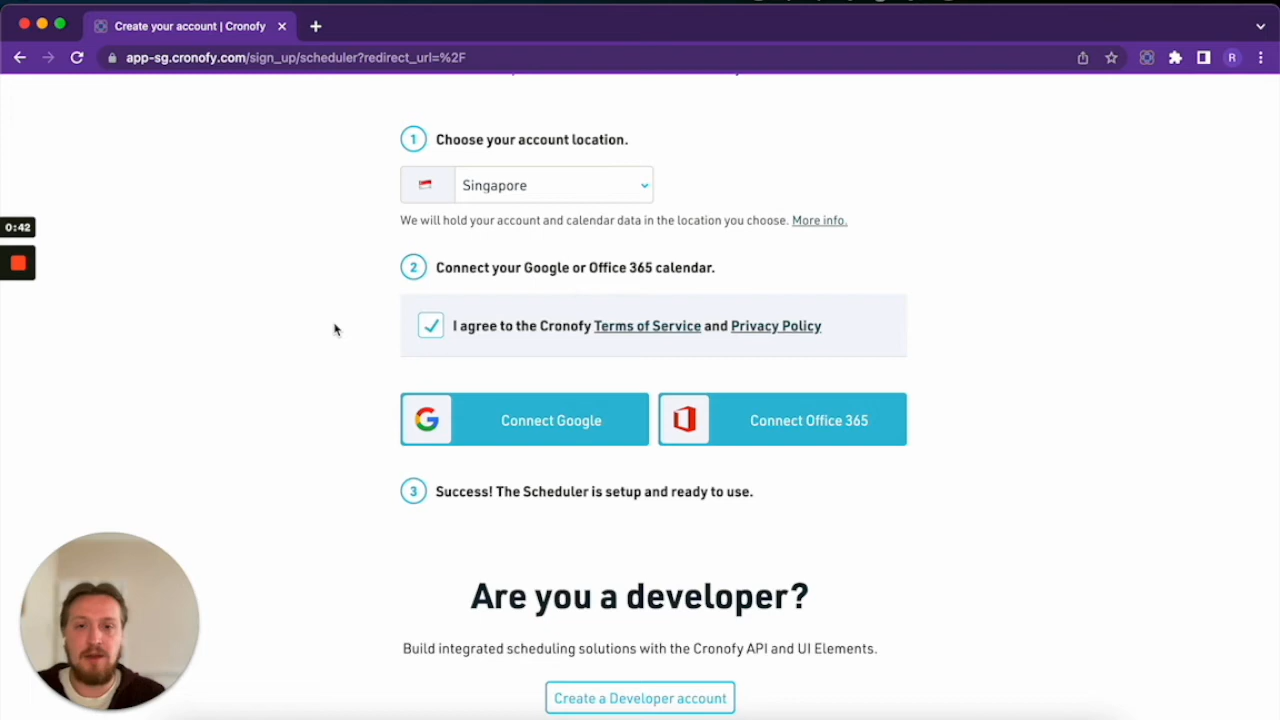 Create your account | Cronofy
app-sg.cronofy.com/sign_up/scheduler?redirect_url=%2F
R
1 Choose your account location.
Singapore
We will hold your account and calendar data in the location you choose. More info.
0:42
2 Connect your Google or Office 365 calendar.
I agree to the Cronofy Terms of Service and Privacy Policy
Connect Google
Connect Office 365
3 Success! The Scheduler is setup and ready to use.
Are you a developer?
Build integrated scheduling solutions with the Cronofy API and UI Elements.
Create a Developer account